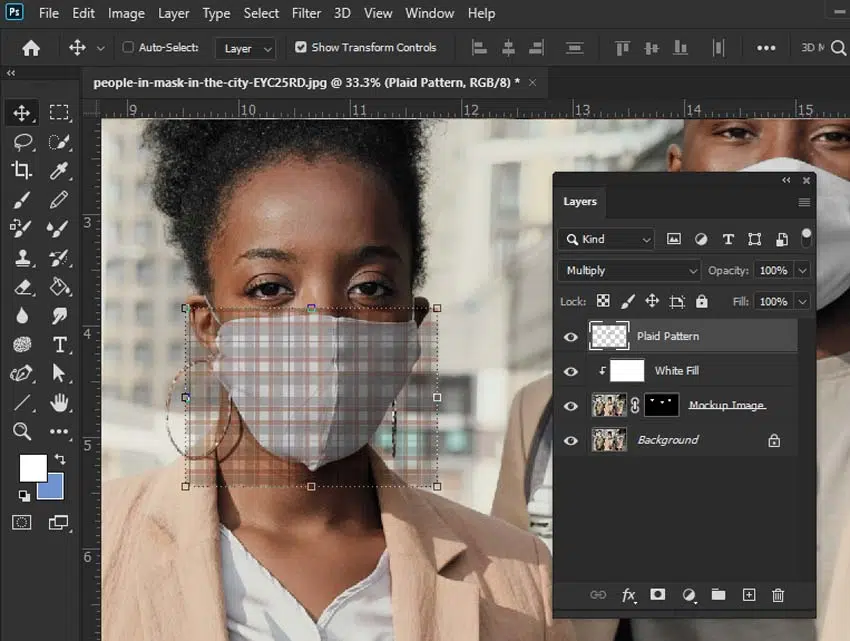 Ps File Edit Image Layer Type Select Filter 3D View Window Help
Auto-Select: Layer Show Transform Controls 3D M
people-in-mask-in-the-city-EYC25RD.jpg @ 33.3% (Plaid Pattern, RGB/8) * ×
9 10 11 12 13 14 15
3
4
5
6
Layers
Kind
Multiply Opacity: 100%
Lock: Fill: 100%
Plaid Pattern
White Fill
Mockup Image
Background
fx